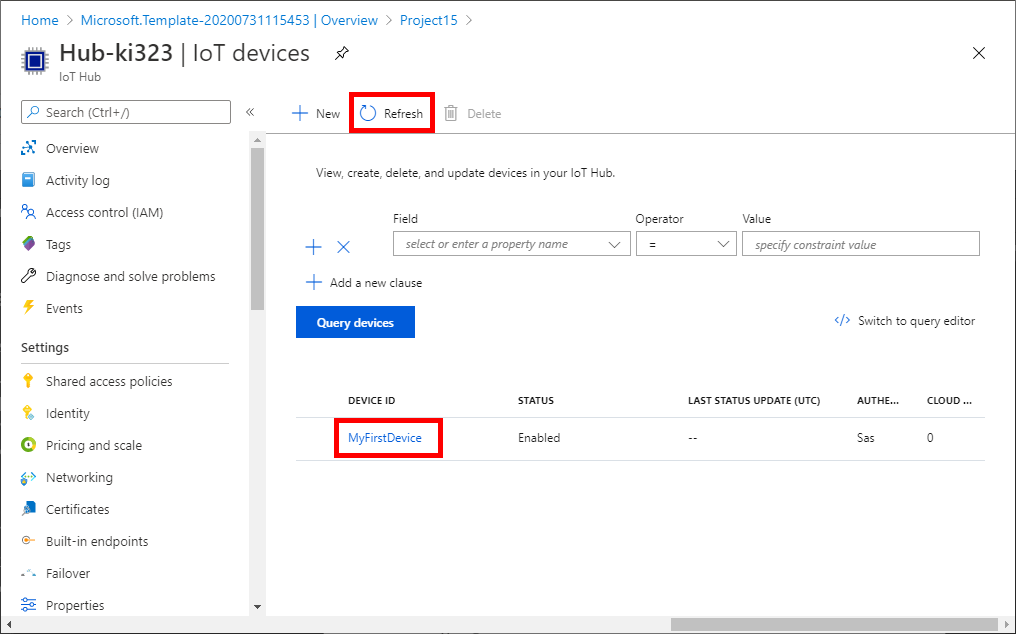 Home > Microsoft.Template-20200731115453 | Overview > Project15 >
Hub-ki323 | IoT devices
IoT Hub
Search (Ctrl+/)
«
New
Refresh
Delete
Overview
Activity log
Access control (IAM)
Tags
Diagnose and solve problems
Events
Settings
Shared access policies
Identity
Pricing and scale
Networking
Certificates
Built-in endpoints
Failover
Properties
View, create, delete, and update devices in your IoT Hub.
Field Operator Value
select or enter a property name = specify constraint value
Add a new clause
Query devices
</> Switch to query editor
DEVICE ID STATUS LAST STATUS UPDATE (UTC) AUTHE... CLOUD ...
MyFirstDevice Enabled -- Sas 0